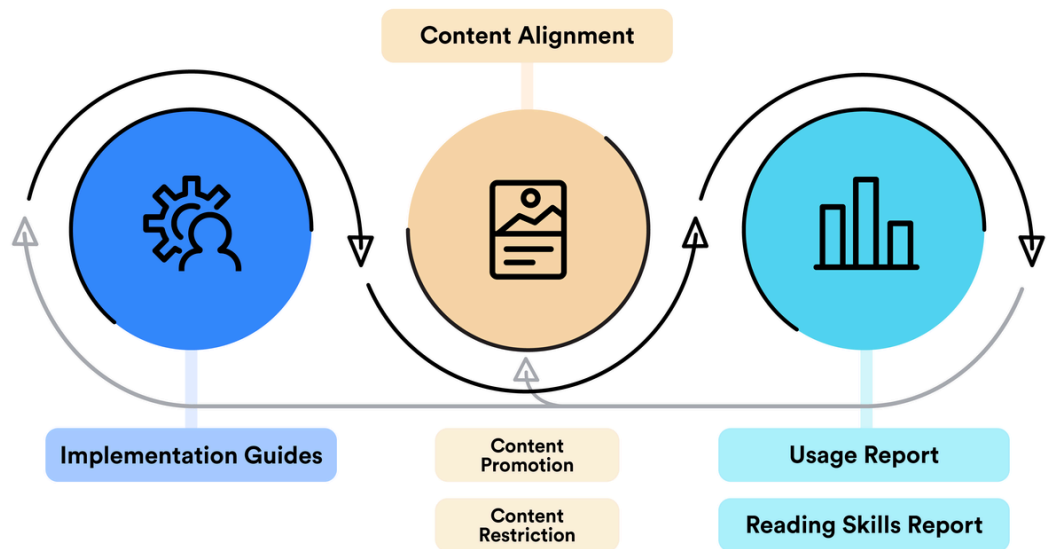 Content Alignment
Implementation Guides
Content
Promotion
Content
Restriction
Usage Report
Reading Skills Report